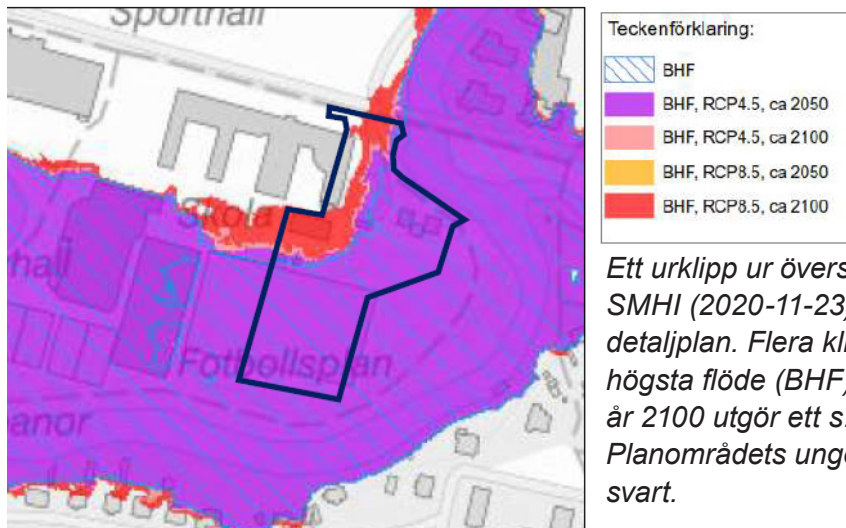 Sporthall
Skola
Fotbollsplan
Teckenförklaring:
BHF
BHF, RCP4.5, ca 2050
BHF, RCP4.5, ca 2100
BHF, RCP8.5, ca 2050
BHF, RCP8.5, ca 2100
Ett urklipp ur övers
SMHI (2020-11-23)
detaljplan. Flera kli
högsta flöde (BHF)
år 2100 utgör ett s.
Planområdets unge
svart.